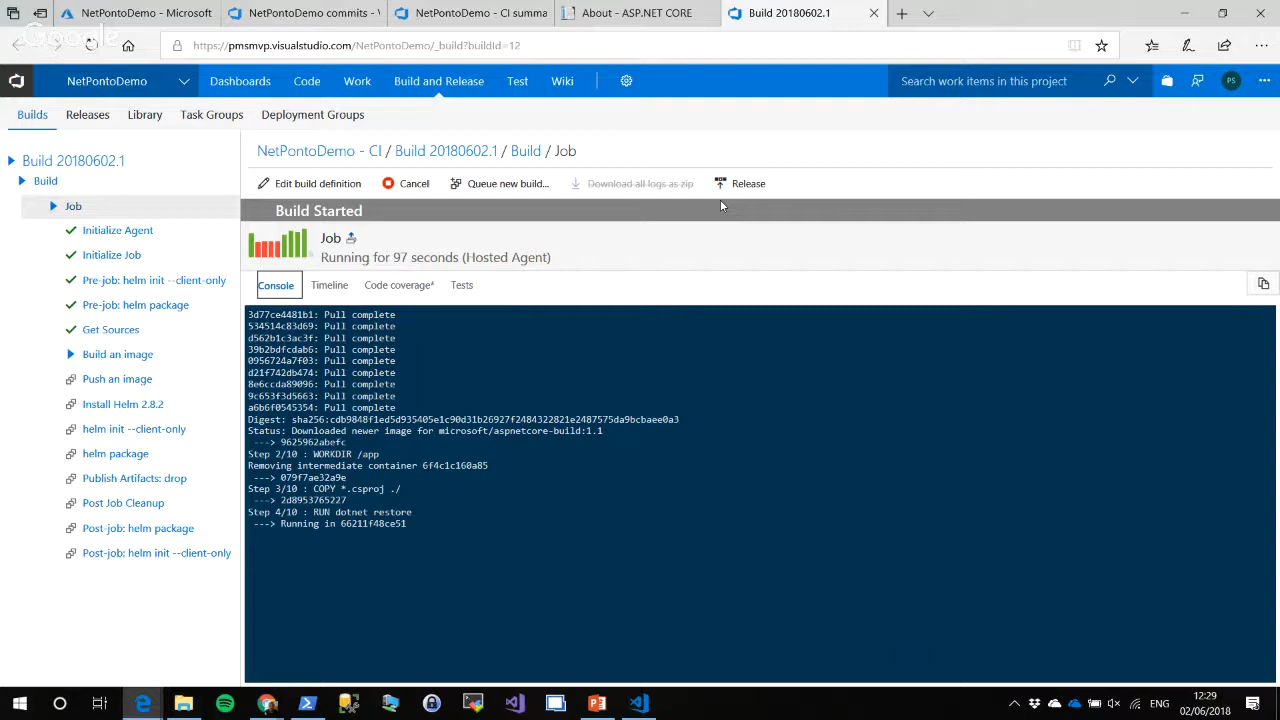 NetPontoDemo - Microsoft
NetPontoDemo commits -
NetPontoDemo - CI summa
About - ASP.NET CORE
Build 20180602.1
Google
https://pmsmvp.visualstudio.com/NetPontoDemo/_build?buildId=12
NetPontoDemo
Dashboards
Code
Work
Build and Release
Test
Wiki
Search work items in this project
PS
Builds
Releases
Library
Task Groups
Deployment Groups
Build 20180602.1
Build
Job
Initialize Agent
Initialize Job
Pre-job: helm init --client-only
Pre-job: helm package
Get Sources
Build an image
Push an image
Install Helm 2.8.2
helm init --client-only
helm package
Publish Artifacts: drop
Post Job Cleanup
Post-job: helm package
Post-job: helm init --client-only
NetPontoDemo - CI / Build 20180602.1 / Build / Job
Edit build definition
Cancel
Queue new build...
Download all logs as zip
Release
Build Started
Job
Running for 97 seconds (Hosted Agent)
Console
Timeline
Code coverage*
Tests
3d77ce4481b1: Pull complete
534514c83d69: Pull complete
d562b1c3ac3f: Pull complete
39b2bdfcdab6: Pull complete
0956724a7f03: Pull complete
d21f742db474: Pull complete
8e6ccda89096: Pull complete
9c653f3d5663: Pull complete
a6b6f0545354: Pull complete
Digest: sha256:cdb9848f1ed5d935405e1c90d31b26927f2484322821e2487575da9bcbaee0a3
Status: Downloaded newer image for microsoft/aspnetcore-build:1.1
---> 9625962abefc
Step 2/10 : WORKDIR /app
Removing intermediate container 6f4c1c160a85
---> 079f7ae32a9e
Step 3/10 : COPY *.csproj ./
---> 2d8953765227
Step 4/10 : RUN dotnet restore
---> Running in 66211f48ce51
ENG
12:29
02/06/2018